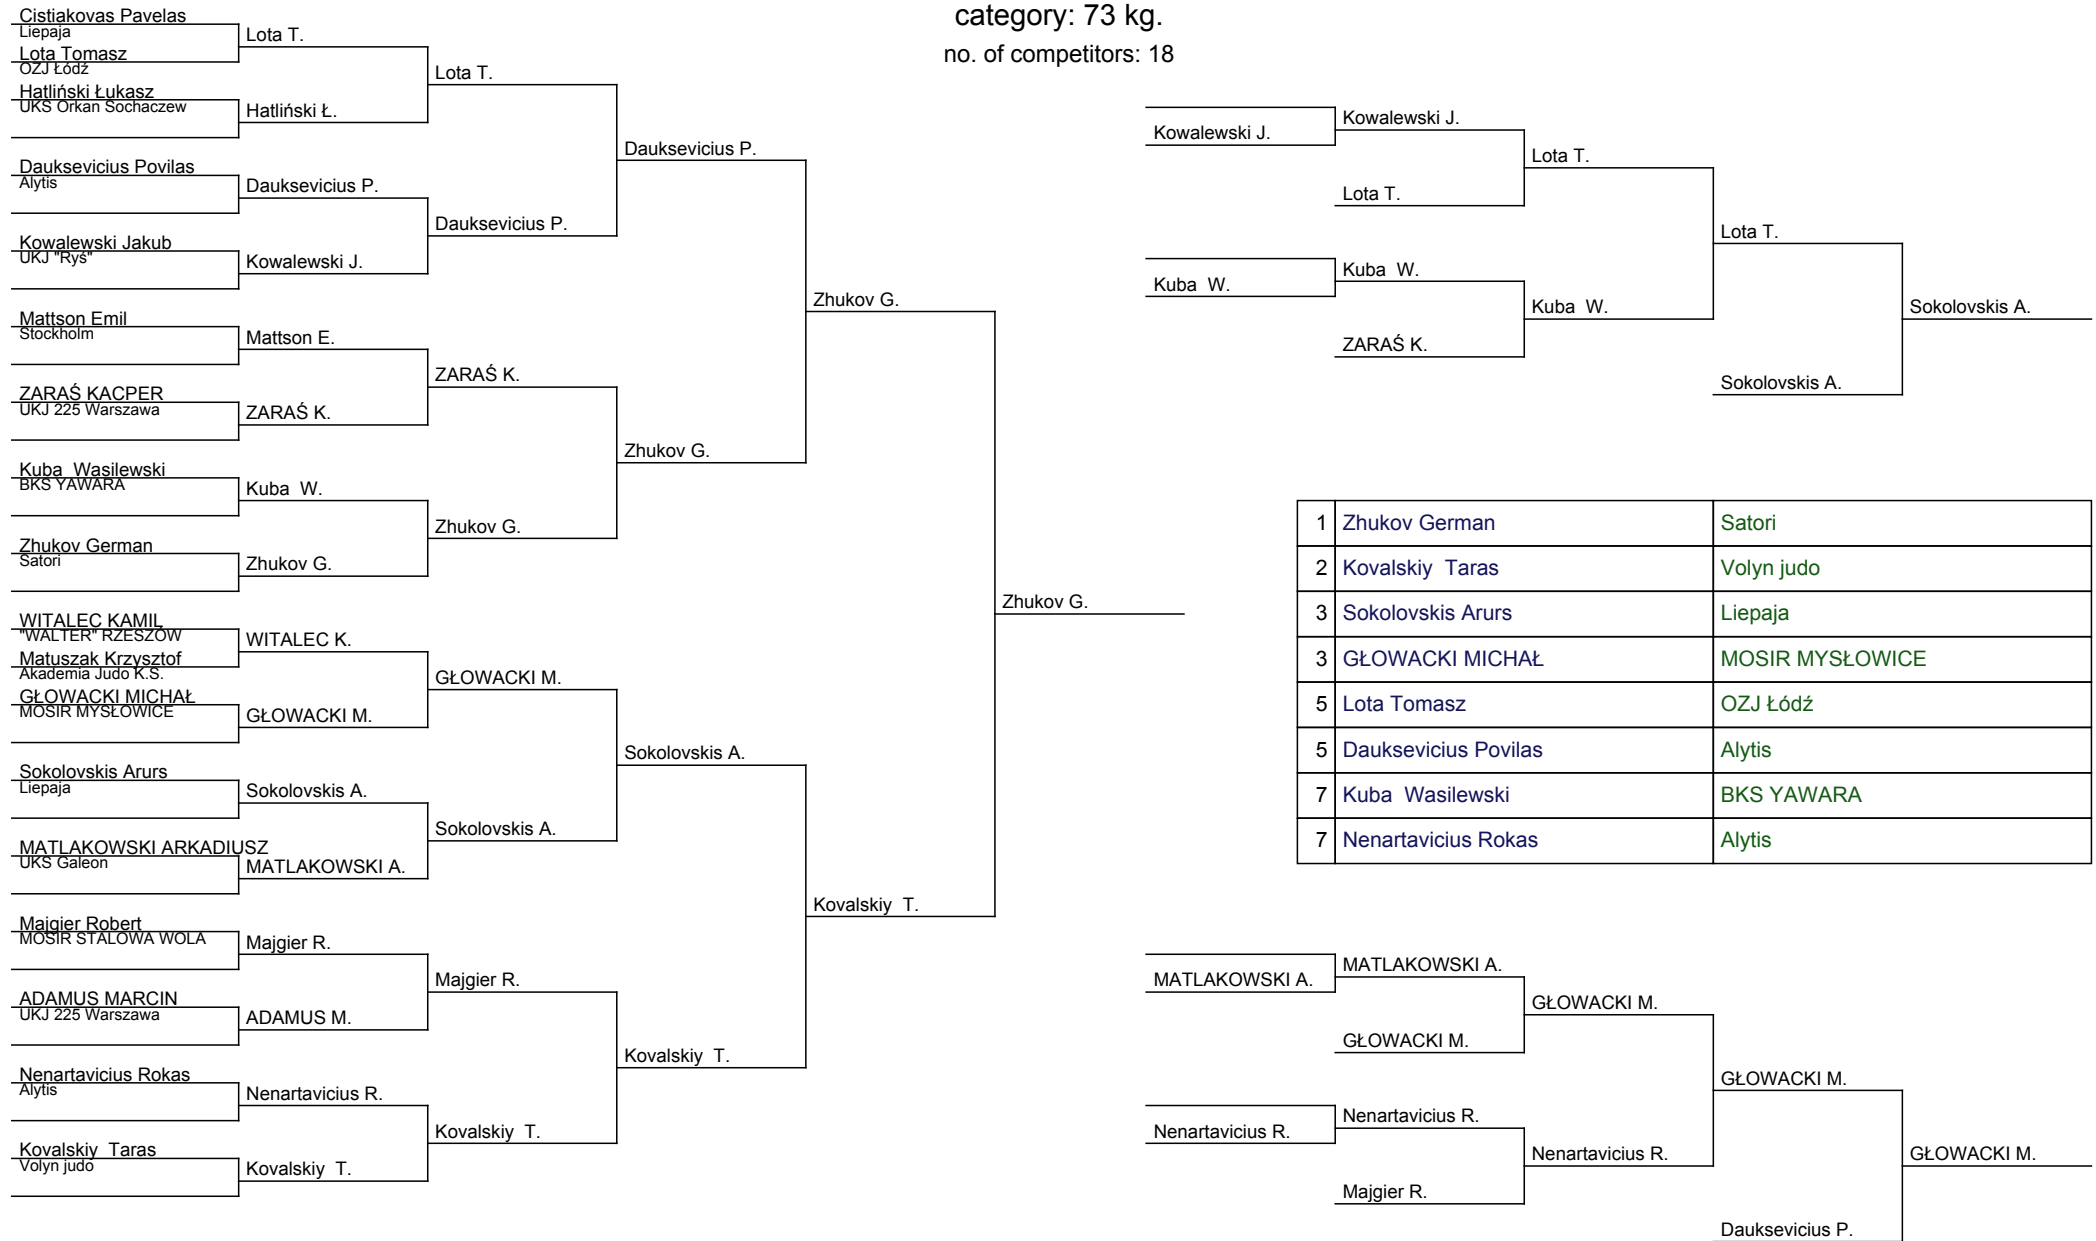 category: 73 kg.
no. of competitors: 18
Cistiakovas Pavelas
Liepaja
Lota Tomasz
OZJ Łódź
Hatliński Łukasz
UKS Orkan Sochaczew
Dauksevicius Povilas
Alytis
Kowalewski Jakub
UKJ "Ryś"
Mattson Emil
Stockholm
ZARAŚ KACPER
UKJ 225 Warszawa
Kuba Wasilewski
BKS YAWARA
Zhukov German
Satori
WITALEC KAMIL
"WALTER" RZESZÓW
Matuszak Krzysztof
Akademia Judo K.S.
GŁOWACKI MICHAŁ
MOSIR MYSŁOWICE
Sokolovskis Arurs
Liepaja
MATLAKOWSKI ARKADIUSZ
UKS Galeon
Majgier Robert
MOSIR STALOWA WOLA
ADAMUS MARCIN
UKJ 225 Warszawa
Nenartavicius Rokas
Alytis
Kovalskiy Taras
Volyn judo
Lota T.
Hatliński Ł.
Dauksevicius P.
Kowalewski J.
Mattson E.
ZARAŚ K.
Kuba W.
Zhukov G.
WITALEC K.
GŁOWACKI M.
Sokolovskis A.
MATLAKOWSKI A.
Majgier R.
ADAMUS M.
Nenartavicius R.
Kovalskiy T.
Lota T.
Dauksevicius P.
ZARAŚ K.
Zhukov G.
GŁOWACKI M.
Sokolovskis A.
Majgier R.
Kovalskiy T.
Dauksevicius P.
Zhukov G.
Sokolovskis A.
Kovalskiy T.
Zhukov G.
Kovalskiy T.
Zhukov G.
Kowalewski J.
Kuba W.
Kowalewski J.
Lota T.
Kuba W.
ZARAŚ K.
Lota T.
Kuba W.
Lota T.
Sokolovskis A.
Sokolovskis A.
1 Zhukov German Satori
2 Kovalskiy Taras Volyn judo
3 Sokolovskis Arurs Liepaja
3 GŁOWACKI MICHAŁ MOSIR MYSŁOWICE
5 Lota Tomasz OZJ Łódź
5 Dauksevicius Povilas Alytis
7 Kuba Wasilewski BKS YAWARA
7 Nenartavicius Rokas Alytis
MATLAKOWSKI A.
Nenartavicius R.
MATLAKOWSKI A.
GŁOWACKI M.
Nenartavicius R.
Majgier R.
GŁOWACKI M.
Nenartavicius R.
GŁOWACKI M.
Dauksevicius P.
GŁOWACKI M.